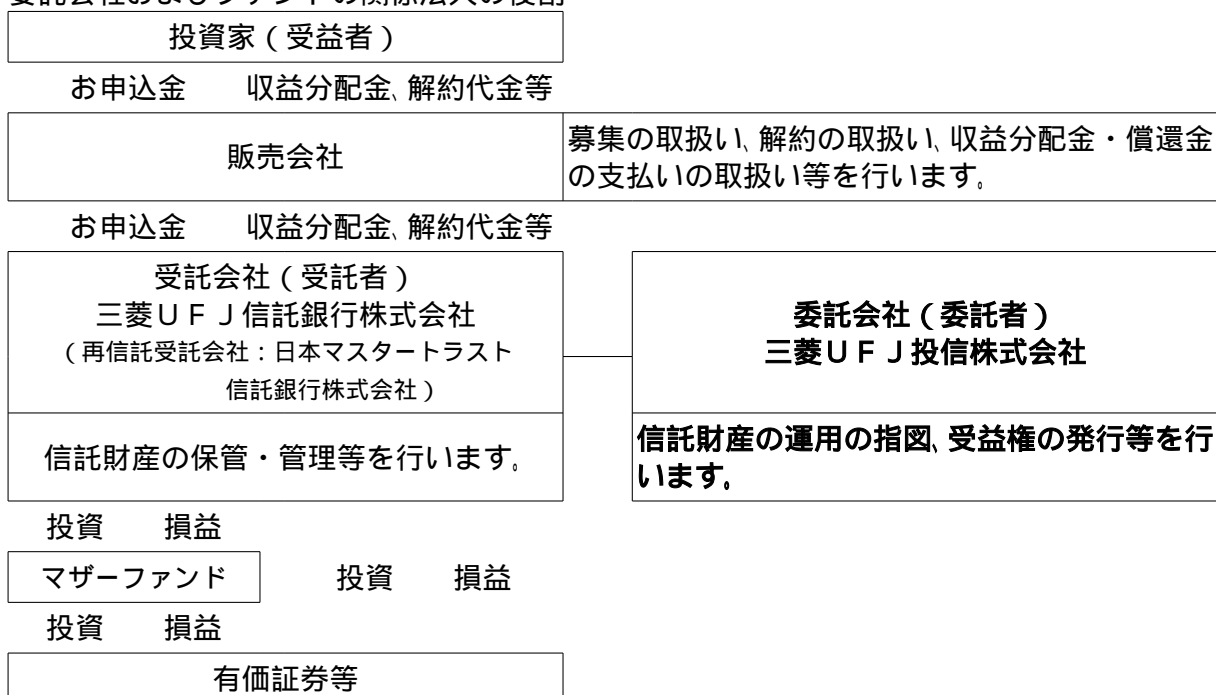 委託会社およびファンドの関係法人の役割
投資家（受益者）
お申込金　　収益分配金、解約代金等
販売会社
募集の取扱い、解約の取扱い、収益分配金・償還金
の支払いの取扱い等を行います。
お申込金　　収益分配金、解約代金等
受託会社（受託者）
三菱ＵＦＪ信託銀行株式会社
（再信託受託会社：日本マスタートラスト
信託銀行株式会社）
委託会社（委託者）
三菱ＵＦＪ投信株式会社
信託財産の保管・管理等を行います。
信託財産の運用の指図、受益権の発行等を行
います。
投資　　損益
マザーファンド　　投資　　損益
投資　　損益
有価証券等